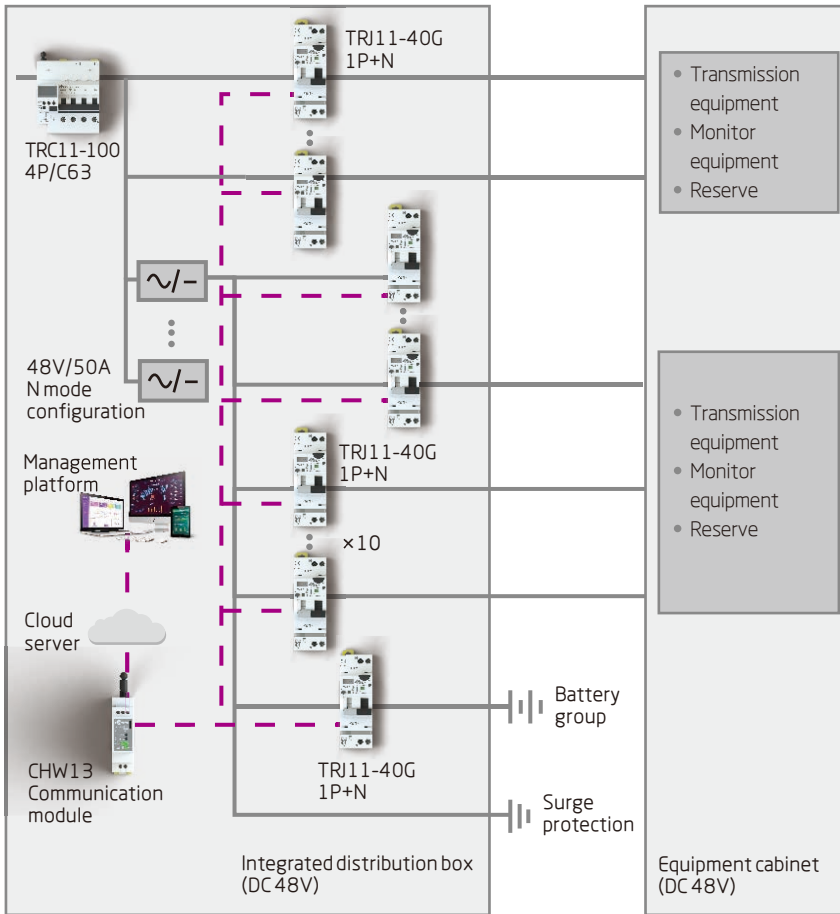 TRJ11-40G
1P+N
TRC11-100
4P/C63
• Transmission
equipment
• Monitor
equipment
• Reserve
48V/50A
N mode
configuration
TRJ11-40G
1P+N
×10
• Transmission
equipment
• Monitor
equipment
• Reserve
Management
platform
Cloud
server
CHW13
Communication
module
TRJ11-40G
1P+N
Battery
group
Surge
protection
Integrated distribution box
(DC 48V)
Equipment cabinet
(DC 48V)